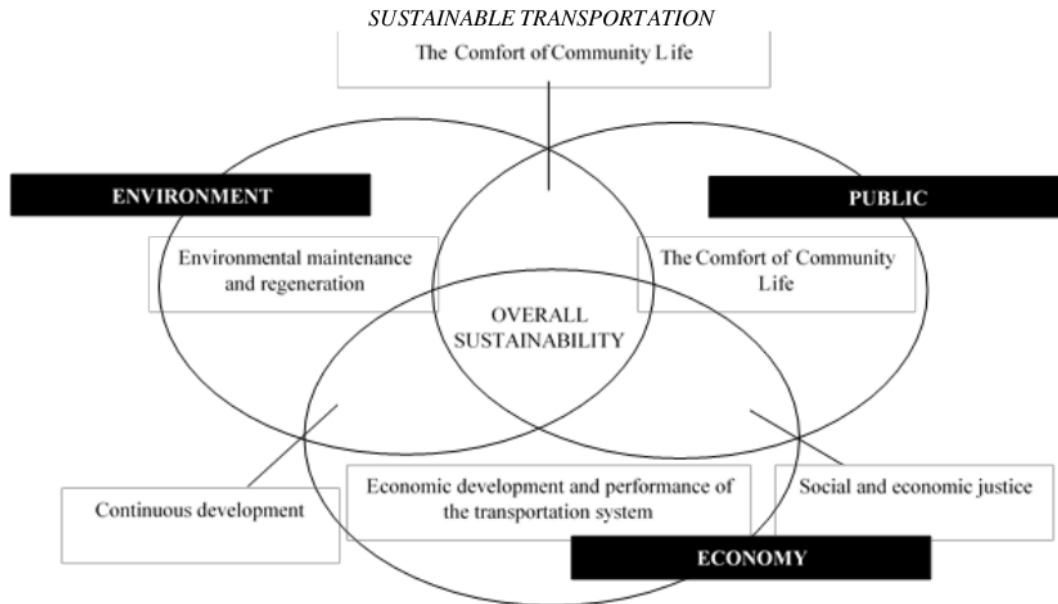 SUSTAINABLE TRANSPORTATION
The Comfort of Community Life
ENVIRONMENT
PUBLIC
Environmental maintenance
and regeneration
The Comfort of Community
Life
OVERALL
SUSTAINABILITY
Continuous development
Economic development and performance of
the transportation system
Social and economic justice
ECONOMY